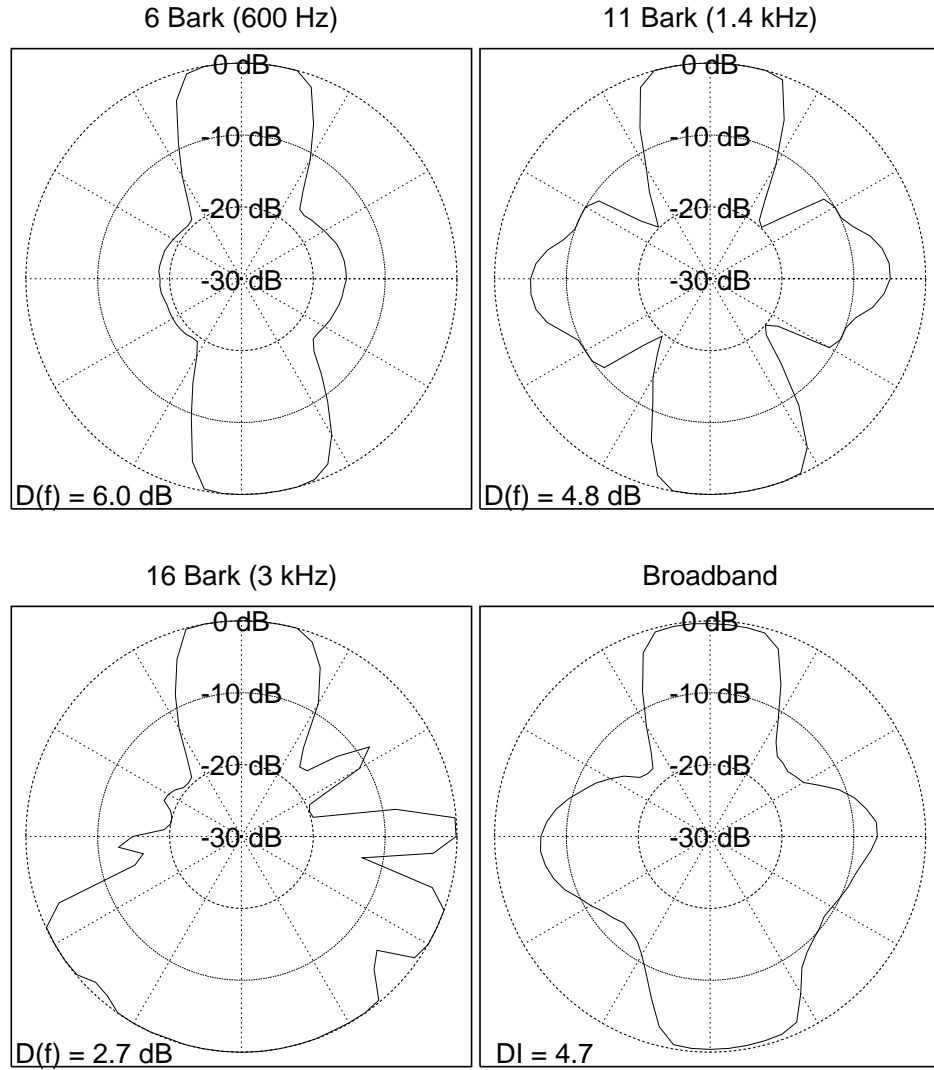 6 Bark (600 Hz)
0 dB
-10 dB
-20 dB
-30 dB
D(f) = 6.0 dB
11 Bark (1.4 kHz)
0 dB
-10 dB
-20 dB
-30 dB
D(f) = 4.8 dB
16 Bark (3 kHz)
0 dB
-10 dB
-20 dB
-30 dB
D(f) = 2.7 dB
Broadband
0 dB
-10 dB
-20 dB
-30 dB
DI = 4.7